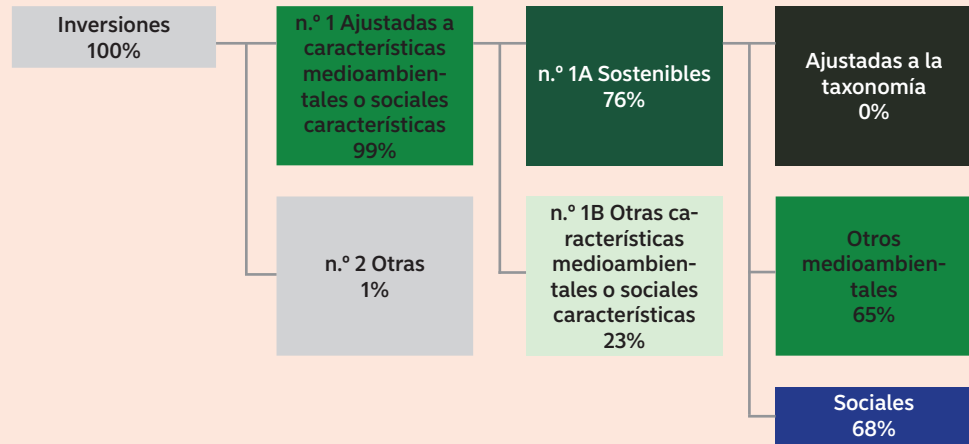 Inversiones
100%
n.º 1 Ajustadas a
características
medioambien-
tales o sociales
características
99%
n.º 1A Sostenibles
76%
Ajustadas a la
taxonomía
0%
n.º 2 Otras
1%
n.º 1B Otras ca-
racterísticas
medioambien-
tales o sociales
características
23%
Otros
medioambien-
tales
65%
Sociales
68%